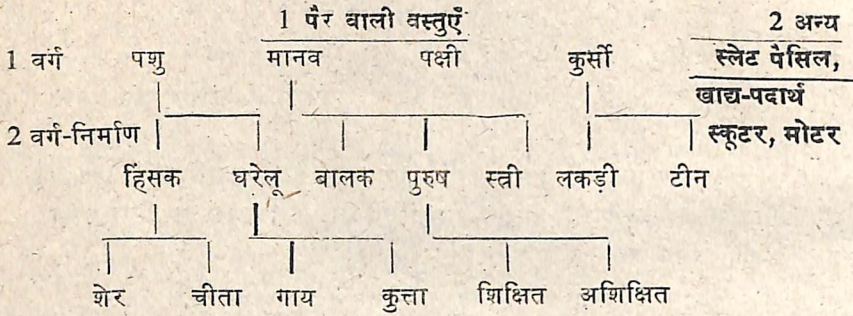 1 पैर वाली वस्तुएँ 2 अन्य
1 वर्ग पशु मानव पक्षी कुर्सी स्लेट पैसिल,
खाद्य-पदार्थ
2 वर्ग-निर्माण स्कूटर, मोटर
हिंसक घरेलू बालक पुरुष स्त्री लकड़ी टीन
शेर चीता गाय कुत्ता शिक्षित अशिक्षित